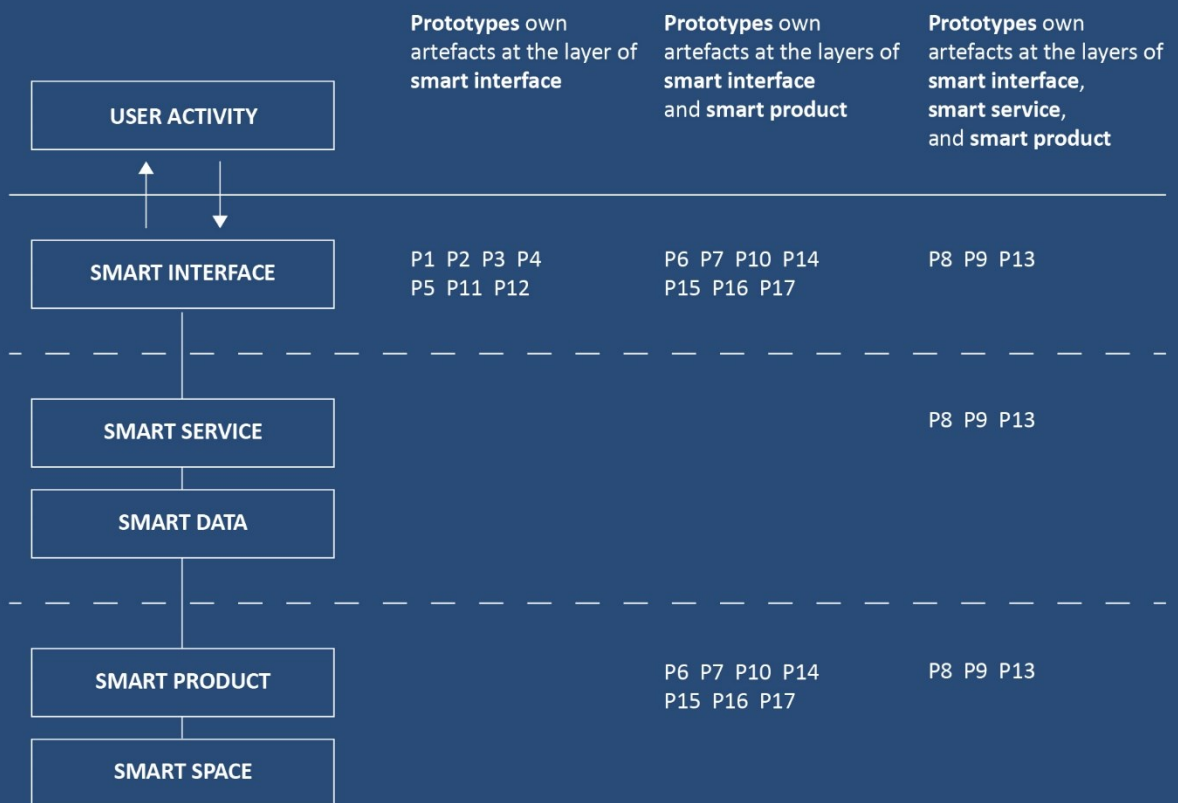 Prototypes own
artefacts at the layer of
smart interface
Prototypes own
artefacts at the layers of
smart interface
and smart product
Prototypes own
artefacts at the layers of
smart interface,
smart service,
and smart product
USER ACTIVITY
SMART INTERFACE
P1 P2 P3 P4
P5 P11 P12
P6 P7 P10 P14
P15 P16 P17
P8 P9 P13
SMART SERVICE
P8 P9 P13
SMART DATA
SMART PRODUCT
P6 P7 P10 P14
P15 P16 P17
P8 P9 P13
SMART SPACE